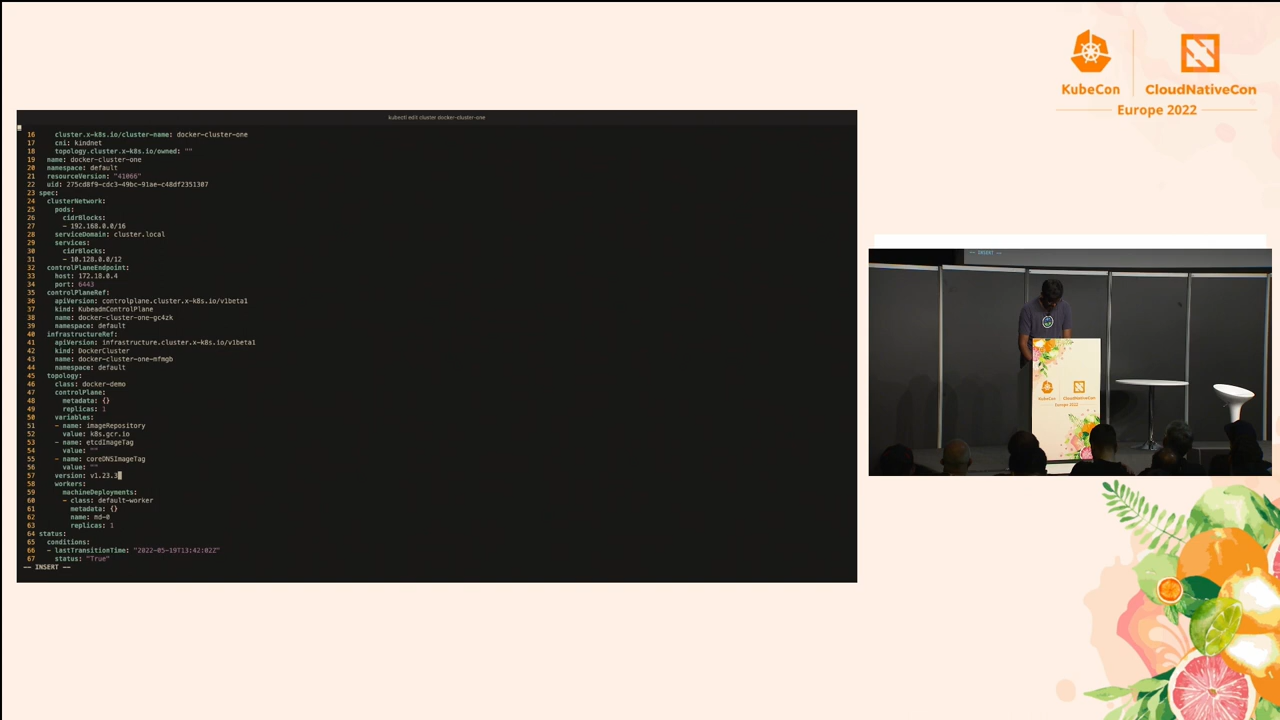 KubeCon
CloudNativeCon
Europe 2022
kubectl edit cluster docker-cluster-one
16 cluster.x-k8s.io/cluster-name: docker-cluster-one
17 cni: kindnet
18 topology.cluster.x-k8s.io/owned: ""
19 name: docker-cluster-one
20 namespace: default
21 resourceVersion: "41066"
22 uid: 275cd8f9-cdc3-49bc-91ae-c48df2351307
23 spec:
24 clusterNetwork:
25 pods:
26 cidrBlocks:
27 - 192.168.0.0/16
28 serviceDomain: cluster.local
29 services:
30 cidrBlocks:
31 - 10.128.0.0/12
32 controlPlaneEndpoint:
33 host: 172.18.0.4
34 port: 6443
35 controlPlaneRef:
36 apiVersion: controlplane.cluster.x-k8s.io/v1beta1
37 kind: KubeadmControlPlane
38 name: docker-cluster-one-gc4zk
39 namespace: default
40 infrastructureRef:
41 apiVersion: infrastructure.cluster.x-k8s.io/v1beta1
42 kind: DockerCluster
43 name: docker-cluster-one-mfmgb
44 namespace: default
45 topology:
46 class: docker-demo
47 controlPlane:
48 metadata: {}
49 replicas: 1
50 variables:
51 - name: imageRepository
52 value: k8s.gcr.io
53 - name: etcdImageTag
54 value: ""
55 - name: coreDNSImageTag
56 value: ""
57 version: v1.23.3
58 workers:
59 machineDeployments:
60 - class: default-worker
61 metadata: {}
62 name: md-0
63 replicas: 1
64 status:
65 conditions:
66 - lastTransitionTime: "2022-05-19T13:42:02Z"
67 status: "True"
-- INSERT --
-- INSERT --
KubeCon
CloudNativeCon
Europe 2022